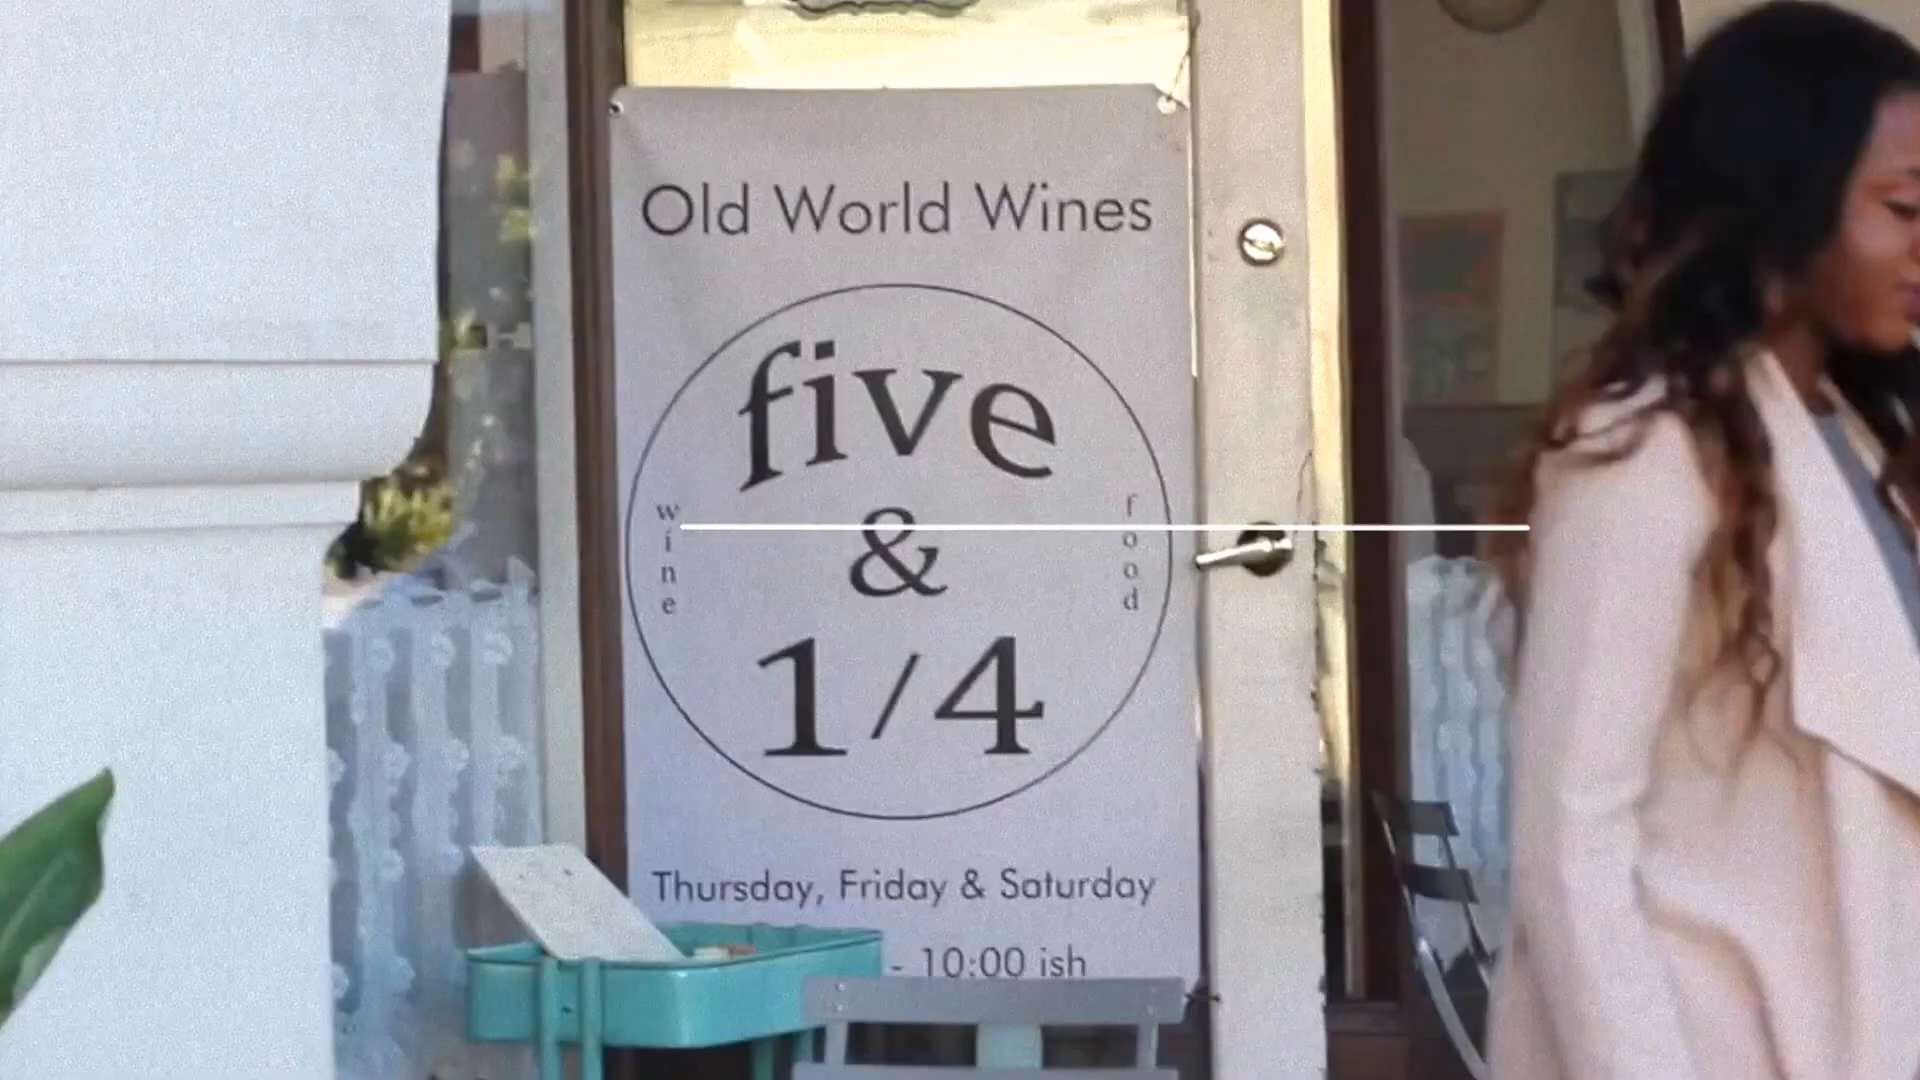 Old World Wines
five
wine
food
&
1/4
Thursday, Friday & Saturday
- 10:00 ish